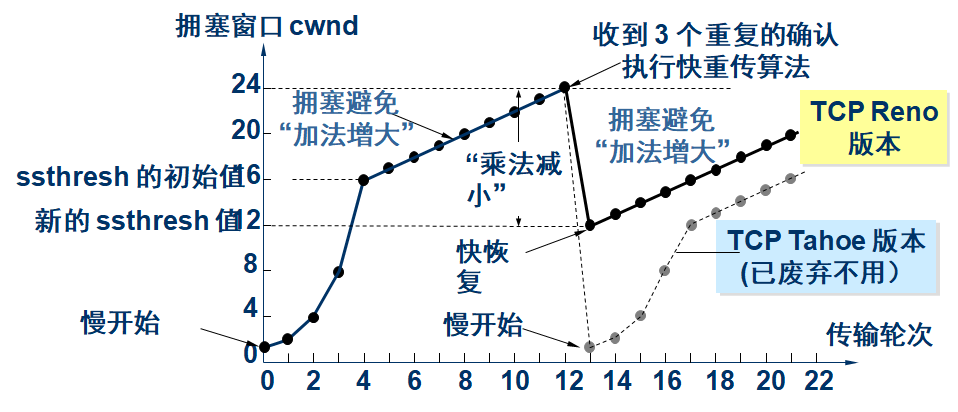 拥塞窗口 cwnd
收到 3 个重复的确认
执行快重传算法
24
拥塞避免
“加法增大”
拥塞避免
“加法增大”
TCP Reno
版本
20
“乘法减
小”
ssthresh 的初始值
16
新的 ssthresh 值
12
快恢
复
TCP Tahoe 版本
(已废弃不用）
8
4
慢开始
慢开始
传输轮次
0
0 2 4 6 8 10 12 14 16 18 20 22